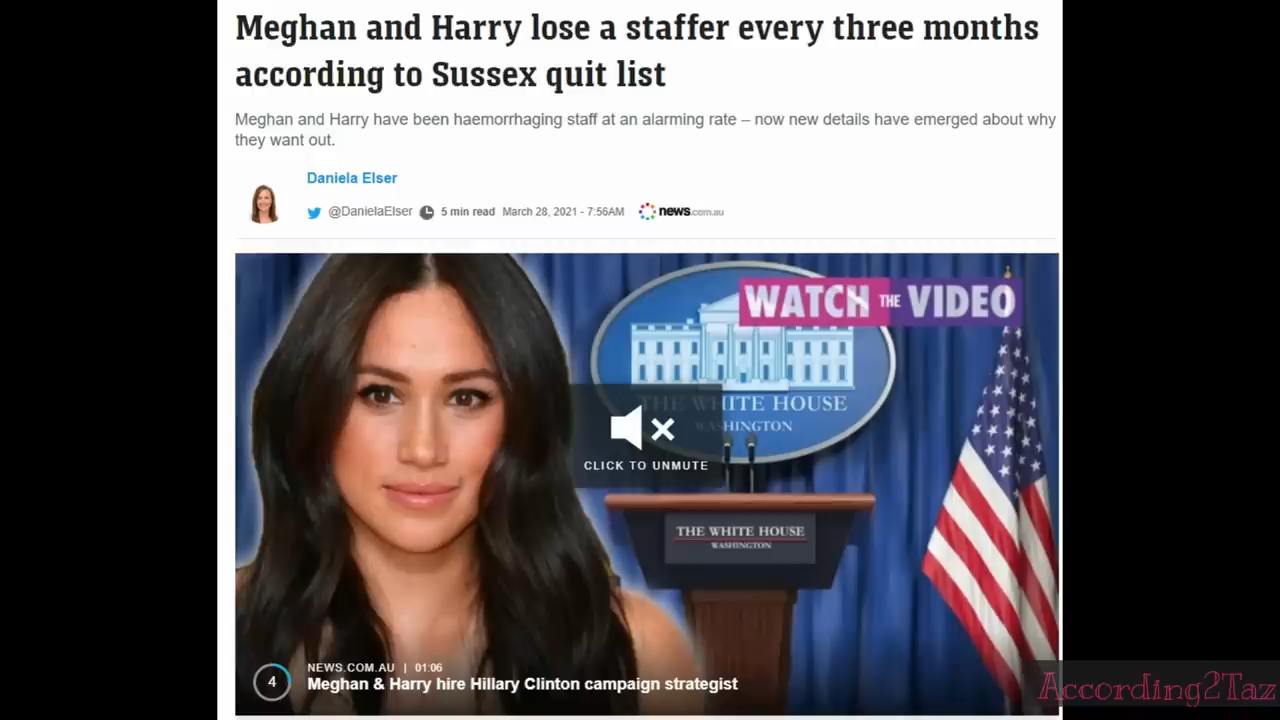 Meghan and Harry lose a staffer every three months
according to Sussex quit list
Meghan and Harry have been haemorrhaging staff at an alarming rate – now new details have emerged about why
they want out.
Daniela Elser
@DanielaElser 5 min read March 28, 2021 - 7:56AM news.com.au
WATCH THE VIDEO
THE WHITE HOUSE
WASHINGTON
CLICK TO UNMUTE
THE WHITE HOUSE
WASHINGTON
NEWS.COM.AU | 01:06
4 Meghan & Harry hire Hillary Clinton campaign strategist
According2Taz